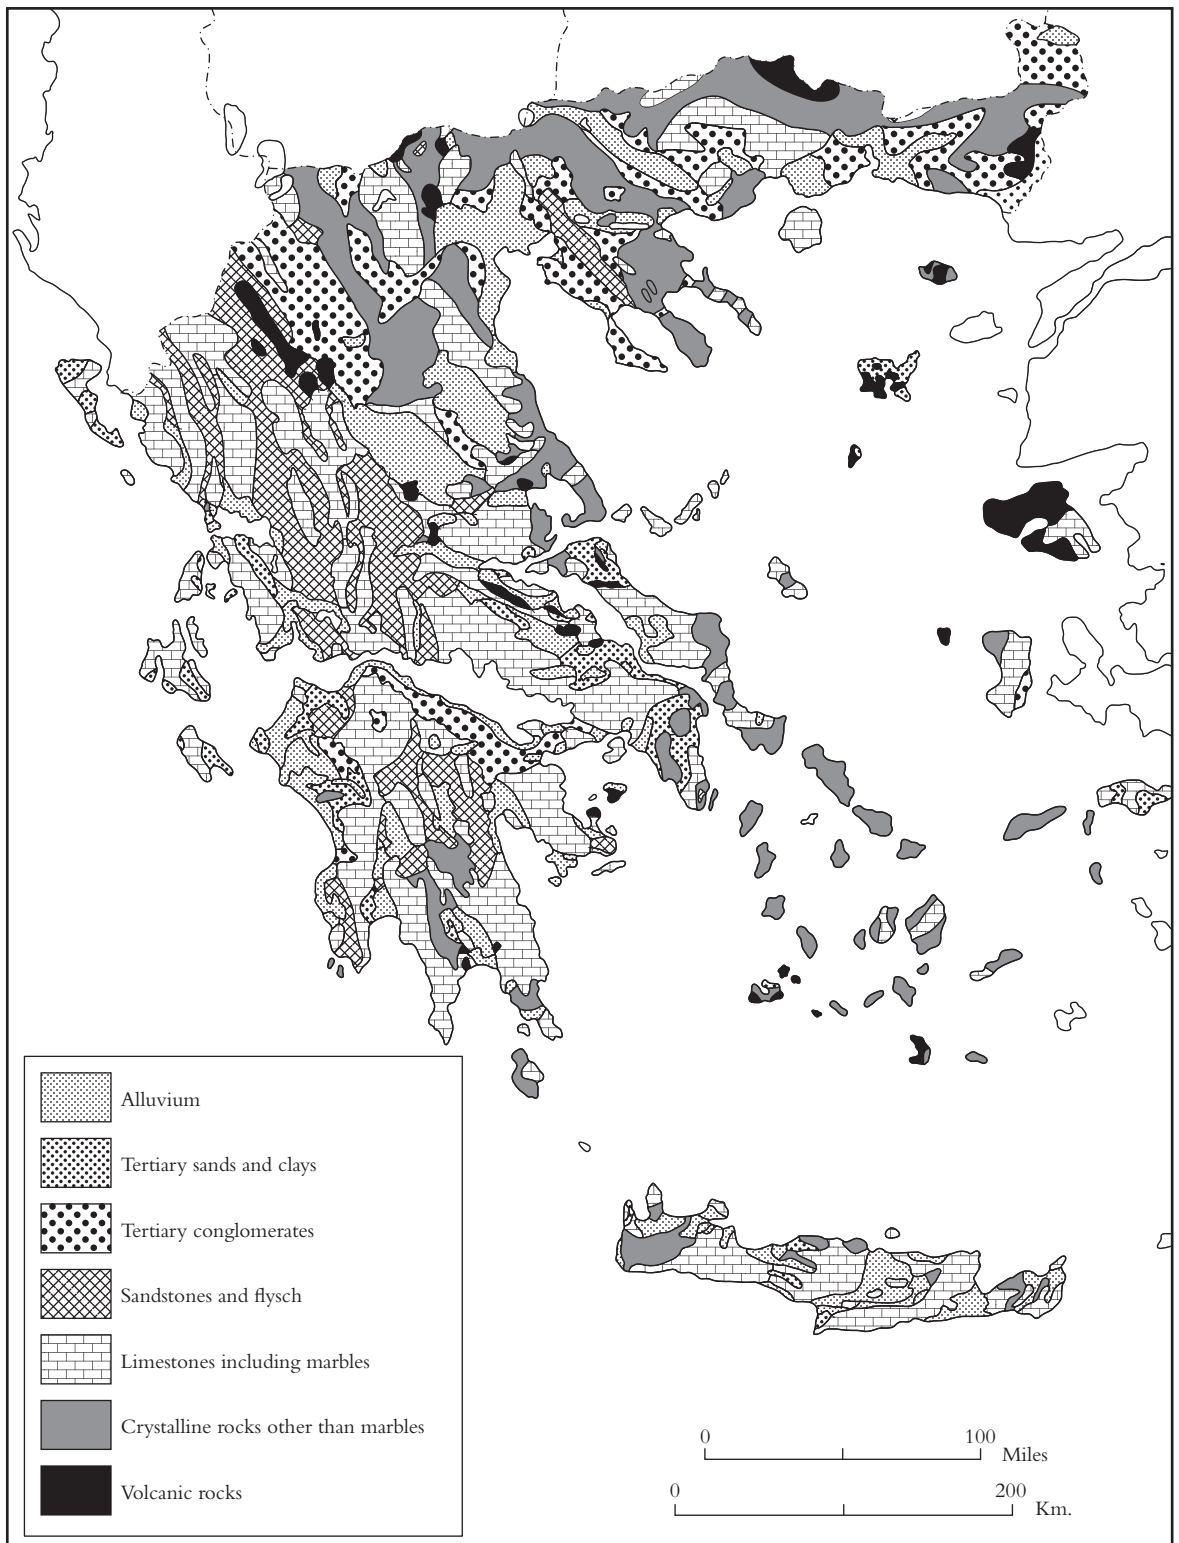 Alluvium
Tertiary sands and clays
Tertiary conglomerates
Sandstones and flysch
Limestones including marbles
Crystalline rocks other than marbles
Volcanic rocks
0 100
Miles
0 200
Km.